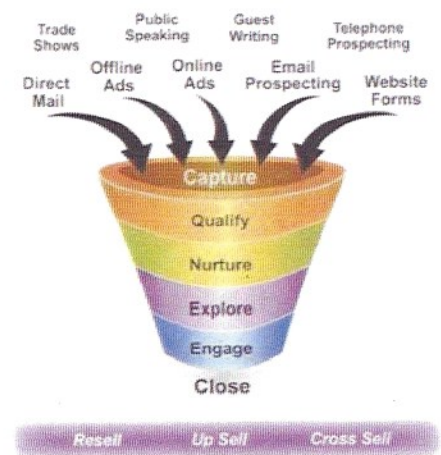 Trade Shows
Public Speaking
Guest Writing
Telephone Prospecting
Direct Mail
Offline Ads
Online Ads
Email Prospecting
Website Forms
Capture
Qualify
Nurture
Explore
Engage
Close
Resell Up Sell Cross Sell